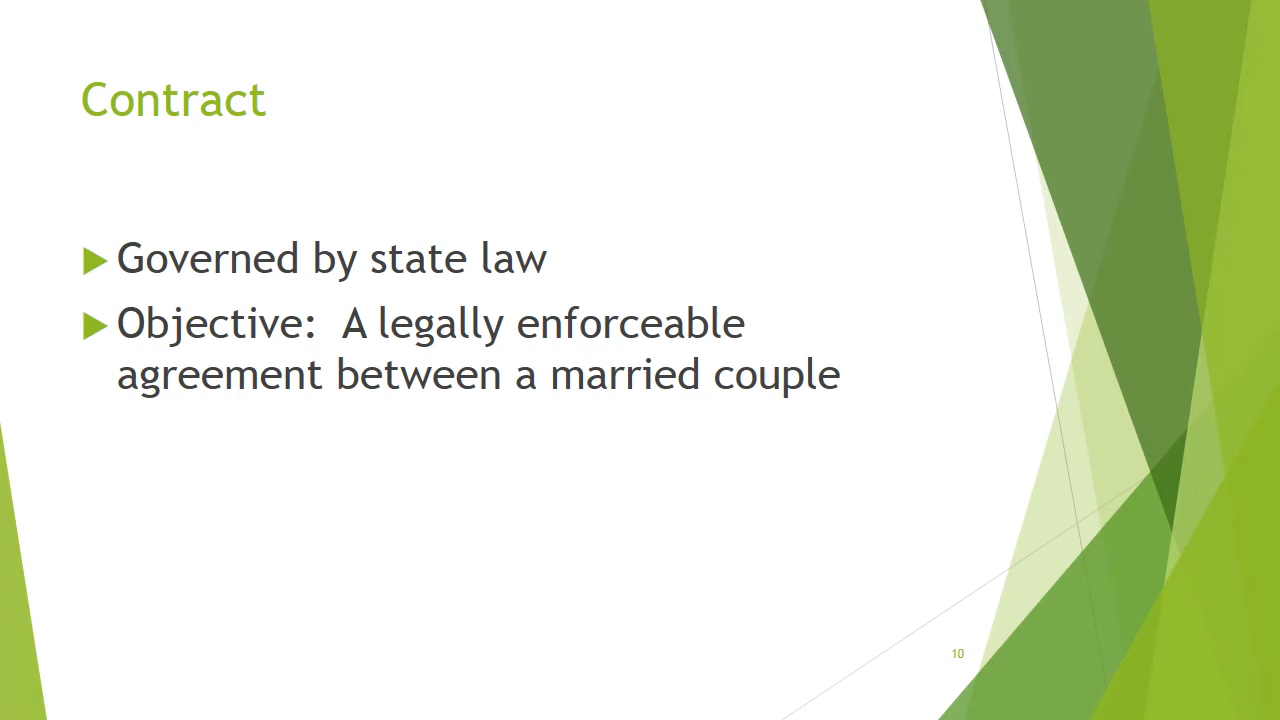 Contract
Governed by state law
Objective:  A legally enforceable
agreement between a married couple
10